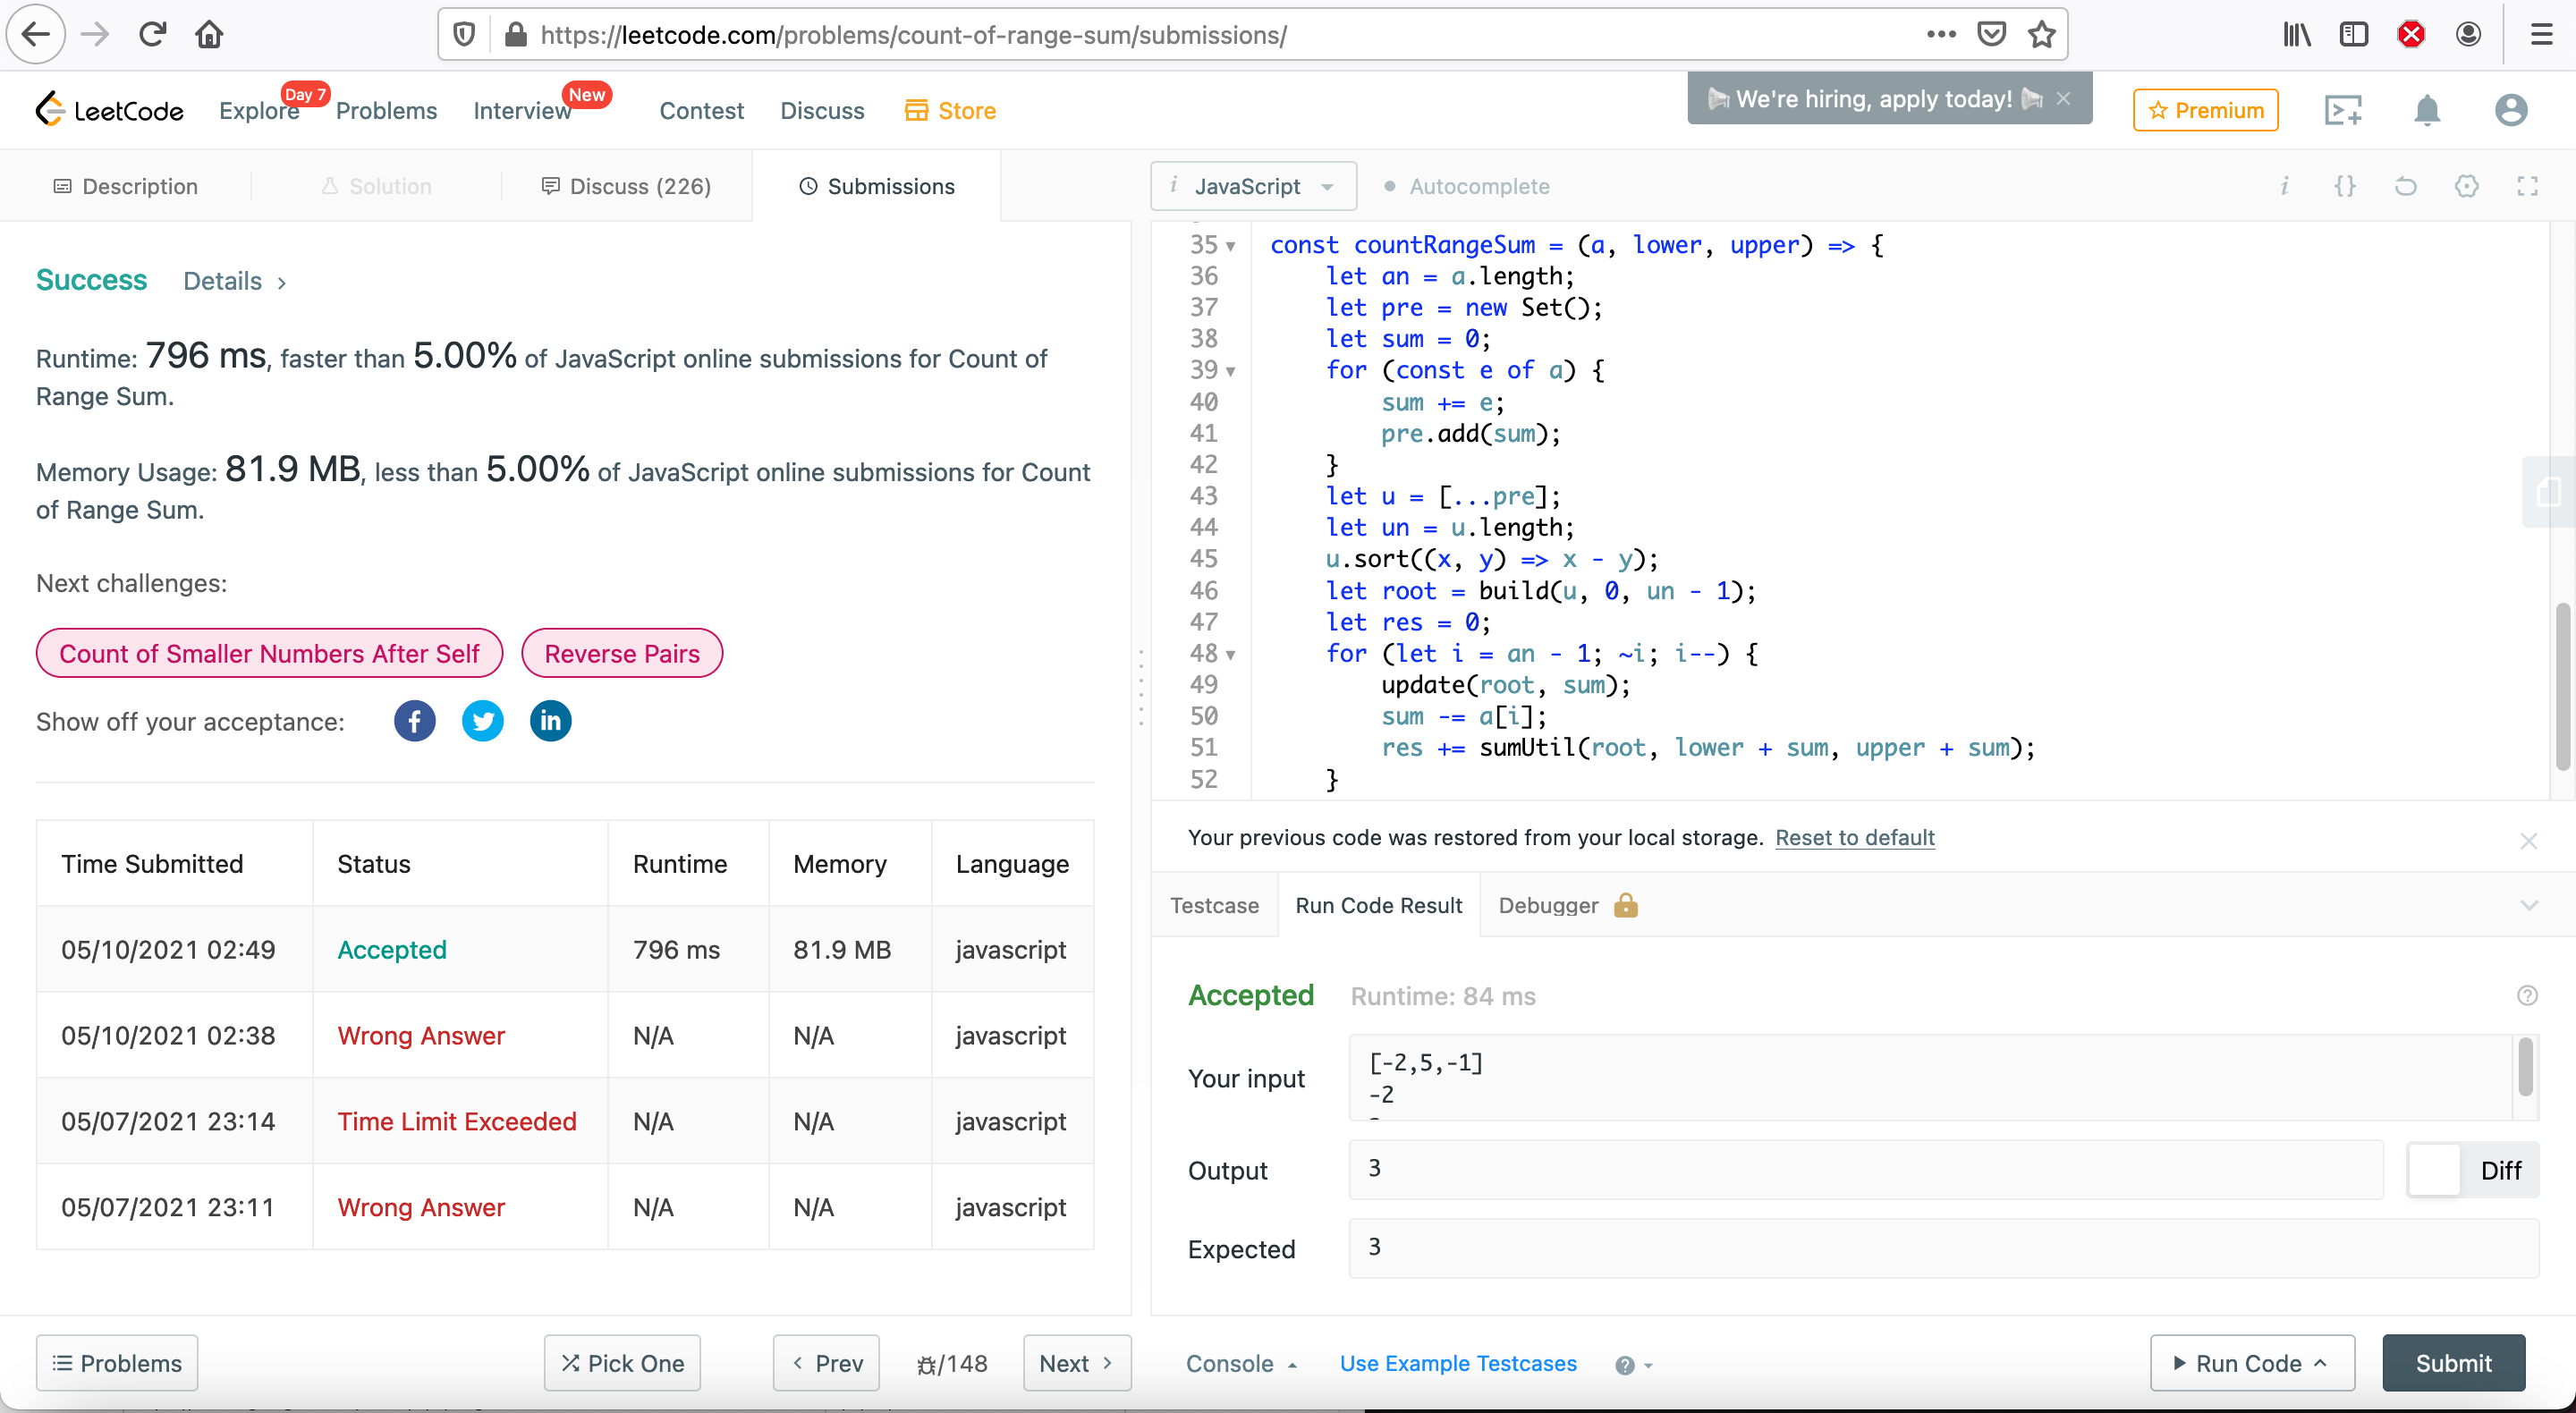 https://leetcode.com/problems/count-of-range-sum/submissions/
LeetCode
Explore
Day 7
Problems
Interview
New
Contest
Discuss
Store
We're hiring, apply today!
Premium
Description
Solution
Discuss (226)
Submissions
i JavaScript
Autocomplete
Success Details
Runtime: 796 ms, faster than 5.00% of JavaScript online submissions for Count of
Range Sum.
Memory Usage: 81.9 MB, less than 5.00% of JavaScript online submissions for Count
of Range Sum.
Next challenges:
Count of Smaller Numbers After Self
Reverse Pairs
Show off your acceptance:
Time Submitted Status Runtime Memory Language
05/10/2021 02:49 Accepted 796 ms 81.9 MB javascript
05/10/2021 02:38 Wrong Answer N/A N/A javascript
05/07/2021 23:14 Time Limit Exceeded N/A N/A javascript
05/07/2021 23:11 Wrong Answer N/A N/A javascript
35 const countRangeSum = (a, lower, upper) => {
36 let an = a.length;
37 let pre = new Set();
38 let sum = 0;
39 for (const e of a) {
40 sum += e;
41 pre.add(sum);
42 }
43 let u = [...pre];
44 let un = u.length;
45 u.sort((x, y) => x - y);
46 let root = build(u, 0, un - 1);
47 let res = 0;
48 for (let i = an - 1; ~i; i--) {
49 update(root, sum);
50 sum -= a[i];
51 res += sumUtil(root, lower + sum, upper + sum);
52 }
Your previous code was restored from your local storage. Reset to default
Testcase
Run Code Result
Debugger
Accepted Runtime: 84 ms
Your input
[-2,5,-1]
-2
Output
3
Diff
Expected
3
Problems
Pick One
Prev
/148
Next
Console
Use Example Testcases
Run Code
Submit